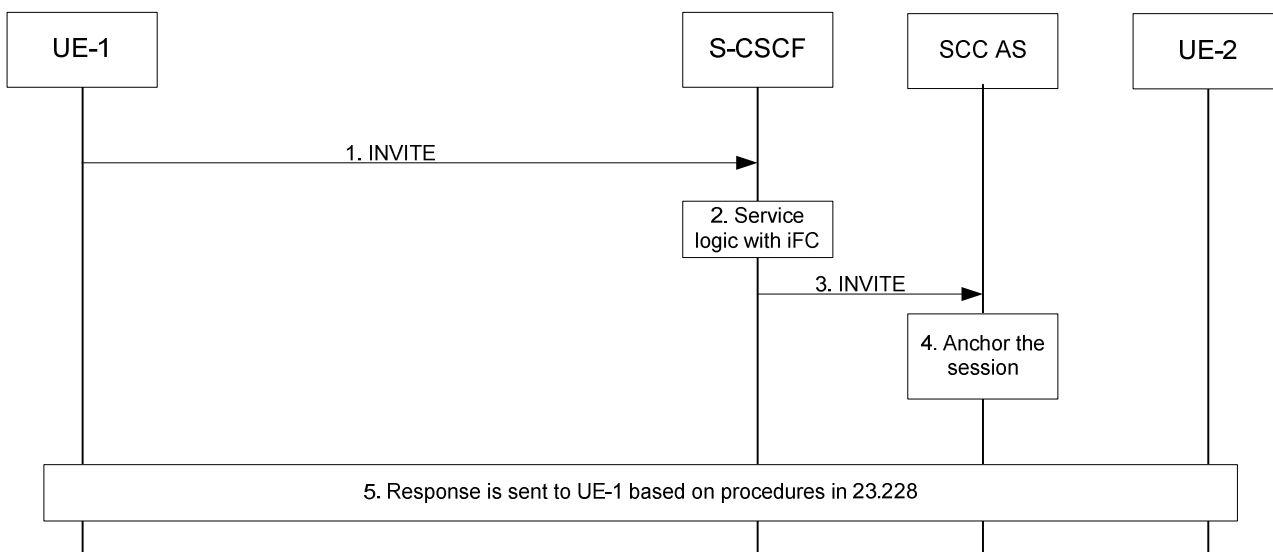 UE-1
S-CSCF
SCC AS
UE-2
1. INVITE
2. Service
logic with iFC
3. INVITE
4. Anchor the
session
5. Response is sent to UE-1 based on procedures in 23.228